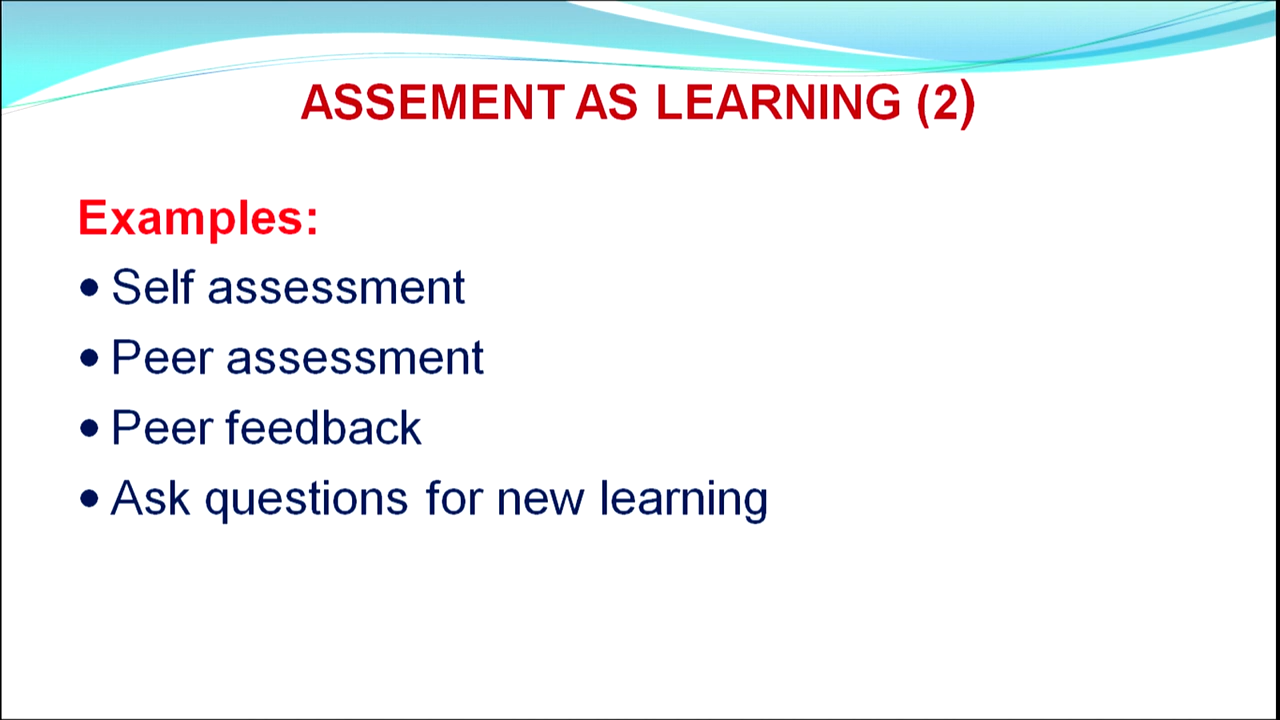 ASSEMENT AS LEARNING (2)
Examples:
• Self assessment
• Peer assessment
• Peer feedback
• Ask questions for new learning